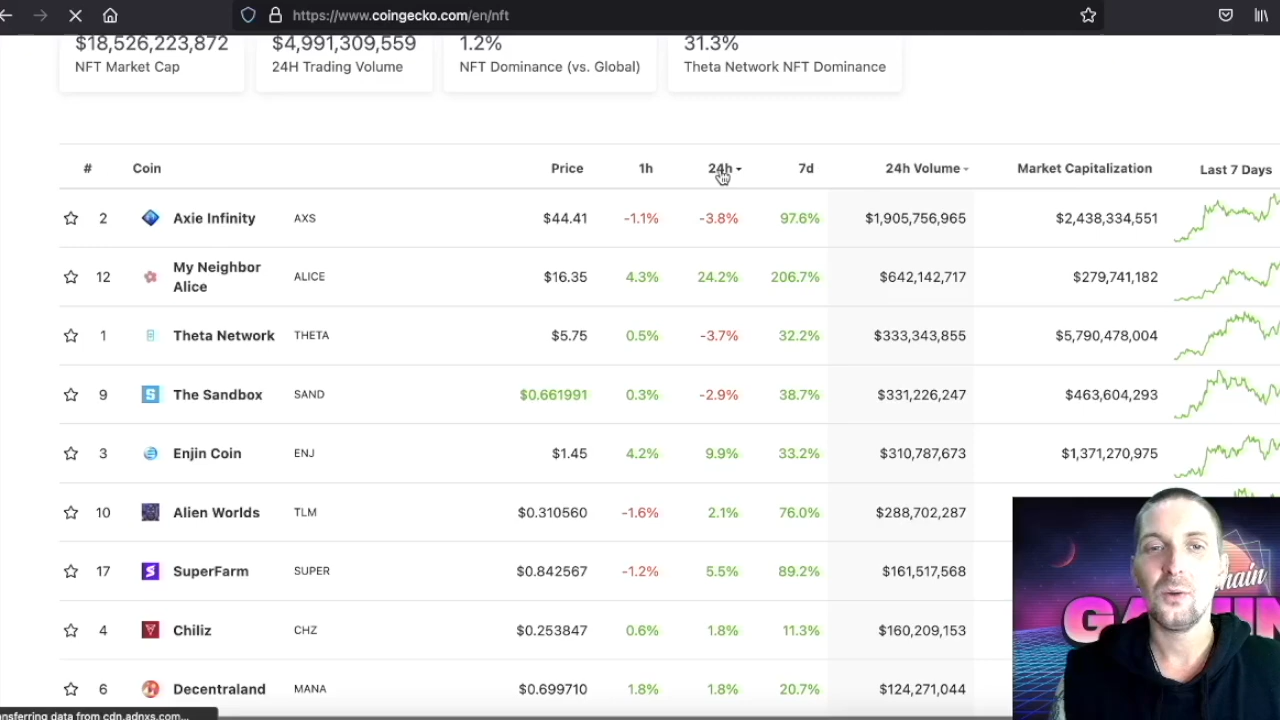 https://www.coingecko.com/en/nft
$18,526,223,872 $4,991,309,559 1.2% 31.3%
NFT Market Cap 24H Trading Volume NFT Dominance (vs. Global) Theta Network NFT Dominance
# Coin Price 1h 24h 7d 24h Volume Market Capitalization Last 7 Days
2 Axie Infinity AXS $44.41 -1.1% -3.8% 97.6% $1,905,756,965 $2,438,334,551
12 My Neighbor Alice ALICE $16.35 4.3% 24.2% 206.7% $642,142,717 $279,741,182
1 Theta Network THETA $5.75 0.5% -3.7% 32.2% $333,343,855 $5,790,478,004
9 The Sandbox SAND $0.661991 0.3% -2.9% 38.7% $331,226,247 $463,604,293
3 Enjin Coin ENJ $1.45 4.2% 9.9% 33.2% $310,787,673 $1,371,270,975
10 Alien Worlds TLM $0.310560 -1.6% 2.1% 76.0% $288,702,287
17 SuperFarm SUPER $0.842567 -1.2% 5.5% 89.2% $161,517,568
4 Chiliz CHZ $0.253847 0.6% 1.8% 11.3% $160,209,153
6 Decentraland MANA $0.699710 1.8% 1.8% 20.7% $124,271,044
nsferring data from cdn.adnxs.com...